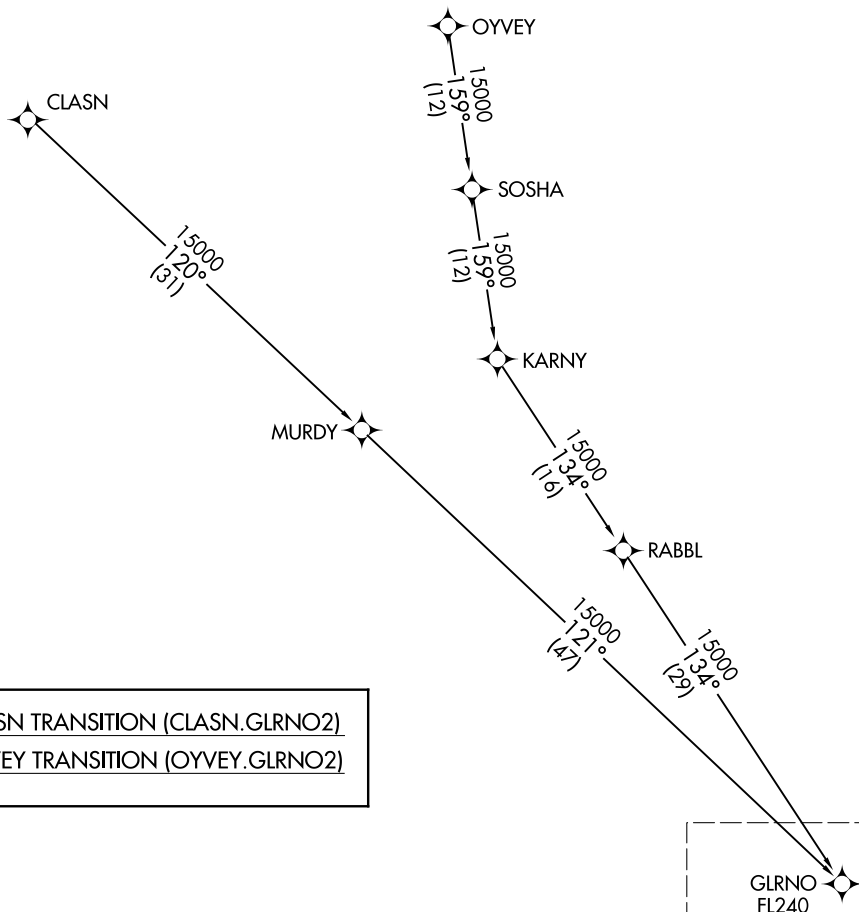 OYVEY
15000
159°
(12)
CLASN
SOSHA
15000
120°
(31)
15000
159°
(12)
KARNY
MURDY
15000
134°
(16)
RABBL
15000
121°
(47)
15000
134°
(29)
SN TRANSITION (CLASN.GLRNO2)
EY TRANSITION (OYVEY.GLRNO2)
GLRNO
FL240